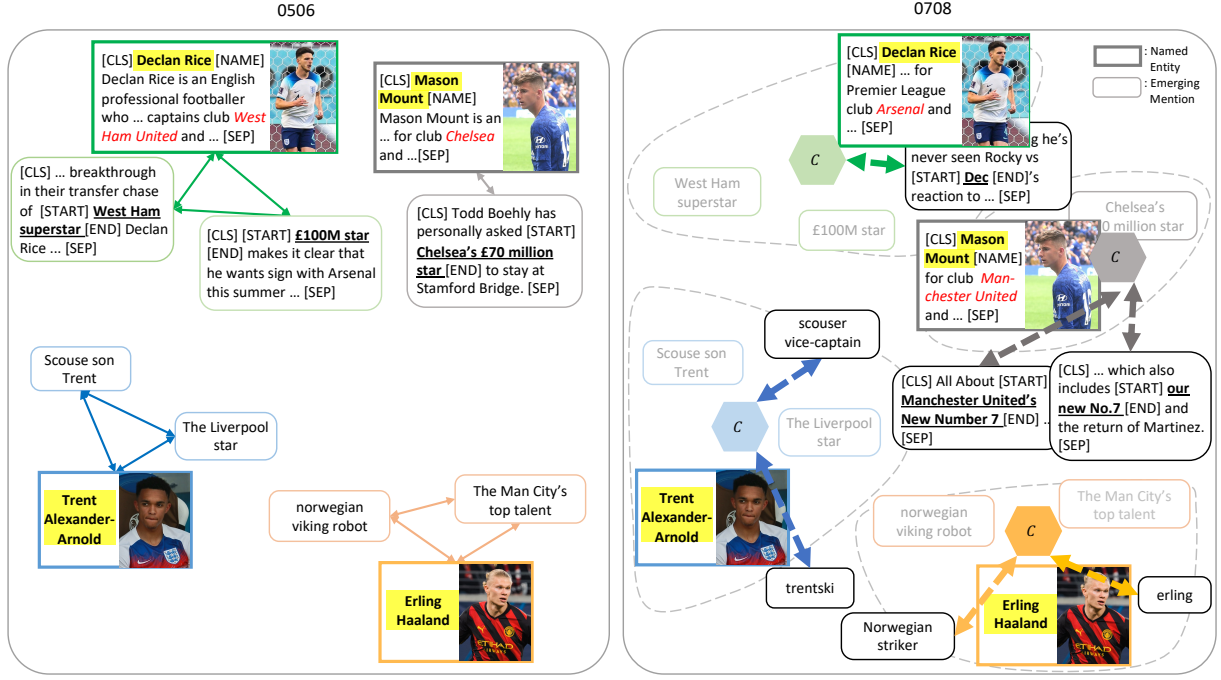 0506
[CLS] Declan Rice [NAME]
Declan Rice is an English
professional footballer
who ... captains club West
Ham United and ... [SEP]
[CLS] Mason
Mount [NAME]
Mason Mount is an
... for club Chelsea
and ...[SEP]
[CLS] ... breakthrough
in their transfer chase
of [START] West Ham
superstar [END] Declan
Rice ... [SEP]
[CLS] [START] £100M star
[END] makes it clear that
he wants sign with Arsenal
this summer ... [SEP]
[CLS] Todd Boehly has
personally asked [START]
Chelsea's £70 million
star [END] to stay at
Stamford Bridge. [SEP]
Scouse son
Trent
The Liverpool
star
Trent
Alexander-
Arnold
norwegian
viking robot
The Man City's
top talent
Erling
Haaland
ETIHAD
AIRWAYS
0708
: Named
Entity
: Emerging
Mention
[CLS] Declan Rice
[NAME] ... for
Premier League
club Arsenal and
... [SEP]
C
g he's
never seen Rocky vs
[START] Dec [END]'s
reaction to ... [SEP]
West Ham
superstar
£100M star
Chelsea's
0 million star
C
[CLS] Mason
Mount [NAME]
for club Man-
chester United
and ... [SEP]
scouser
vice-captain
Scouse son
Trent
C
The Liverpool
star
[CLS] All About [START]
Manchester United's
New Number 7 [END] ..
[SEP]
[CLS] ... which also
includes [START] our
new No.7 [END] and
the return of Martinez.
[SEP]
Trent
Alexander-
Arnold
trentski
norwegian
viking robot
C
The Man City's
top talent
Erling
Haaland
ETIHAD
AIRWAYS
erling
Norwegian
striker